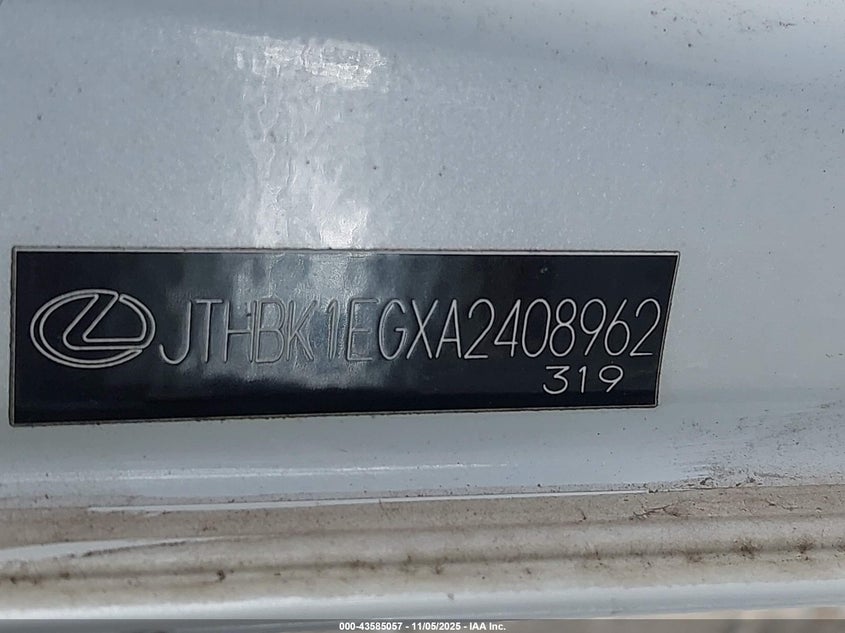 JTHBK1EGXA2408962
319
000-43585057 - 11/05/2025 - IAA Inc.